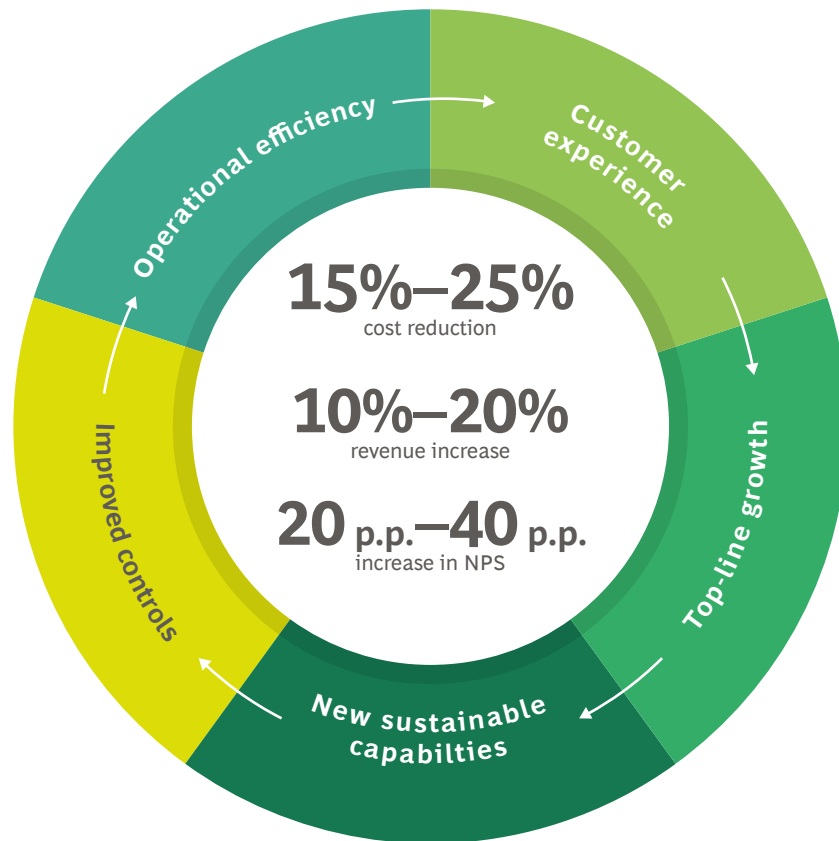 Operational efficiency
Customer
experience
15%–25%
cost reduction
10%–20%
revenue increase
20 p.p.–40 p.p.
increase in NPS
Top-line growth
New sustainable
capabilties
Improved controls